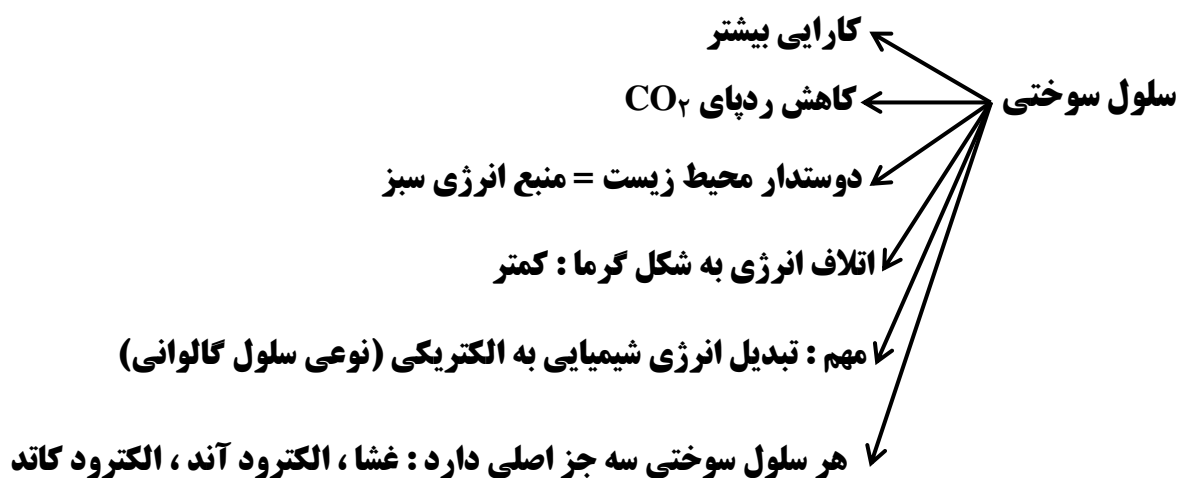 کارایی بیشتر
سلول سوختی
کاهش ردپای CO₂
دوستدار محیط زیست = منبع انرژی سبز
اتلاف انرژی به شکل گرما : کمتر
مهم : تبدیل انرژی شیمیایی به الکتریکی (نوعی سلول گالوانی)
هر سلول سوختی سه جز اصلی دارد : غشا ، الکترود آند ، الکترود کاتد